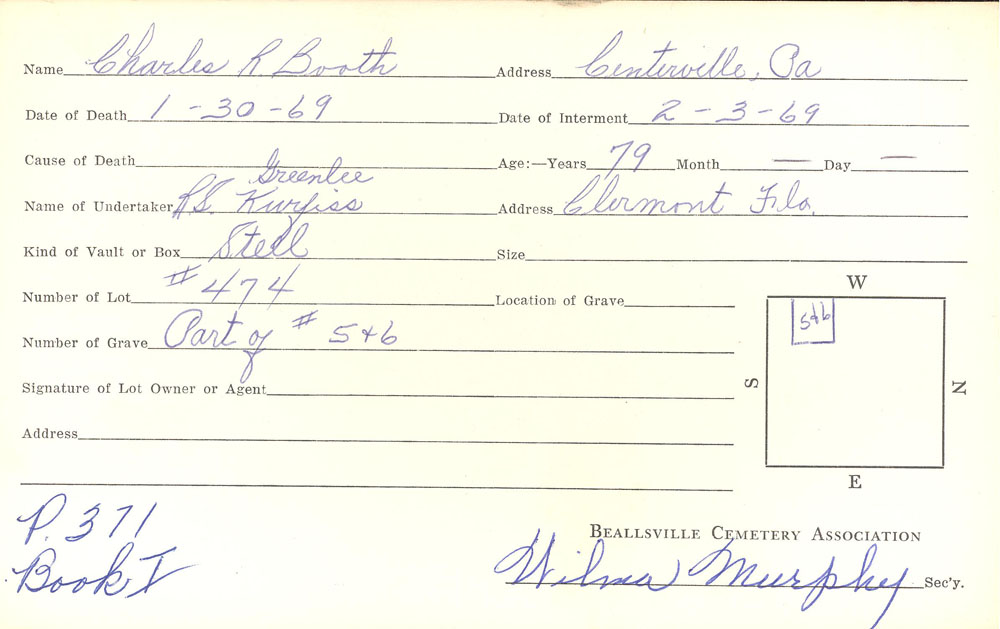 Name Charles R Booth Address Centerville, Pa
Date of Death 1-30-69 Date of Interment 2-3-69
Cause of Death Age:—Years 79 Month — Day —
Greenlee
Name of Undertaker Address Clermont Fla.
Kind of Vault or Box Steel Size
Number of Lot #474 Location of Grave
W
Number of Grave Part of # 5+6
5+6
S
N
Signature of Lot Owner or Agent
Address
E
P. 371
Book I
BEALLSVILLE CEMETERY ASSOCIATION
Wilma Murphy Sec'y.